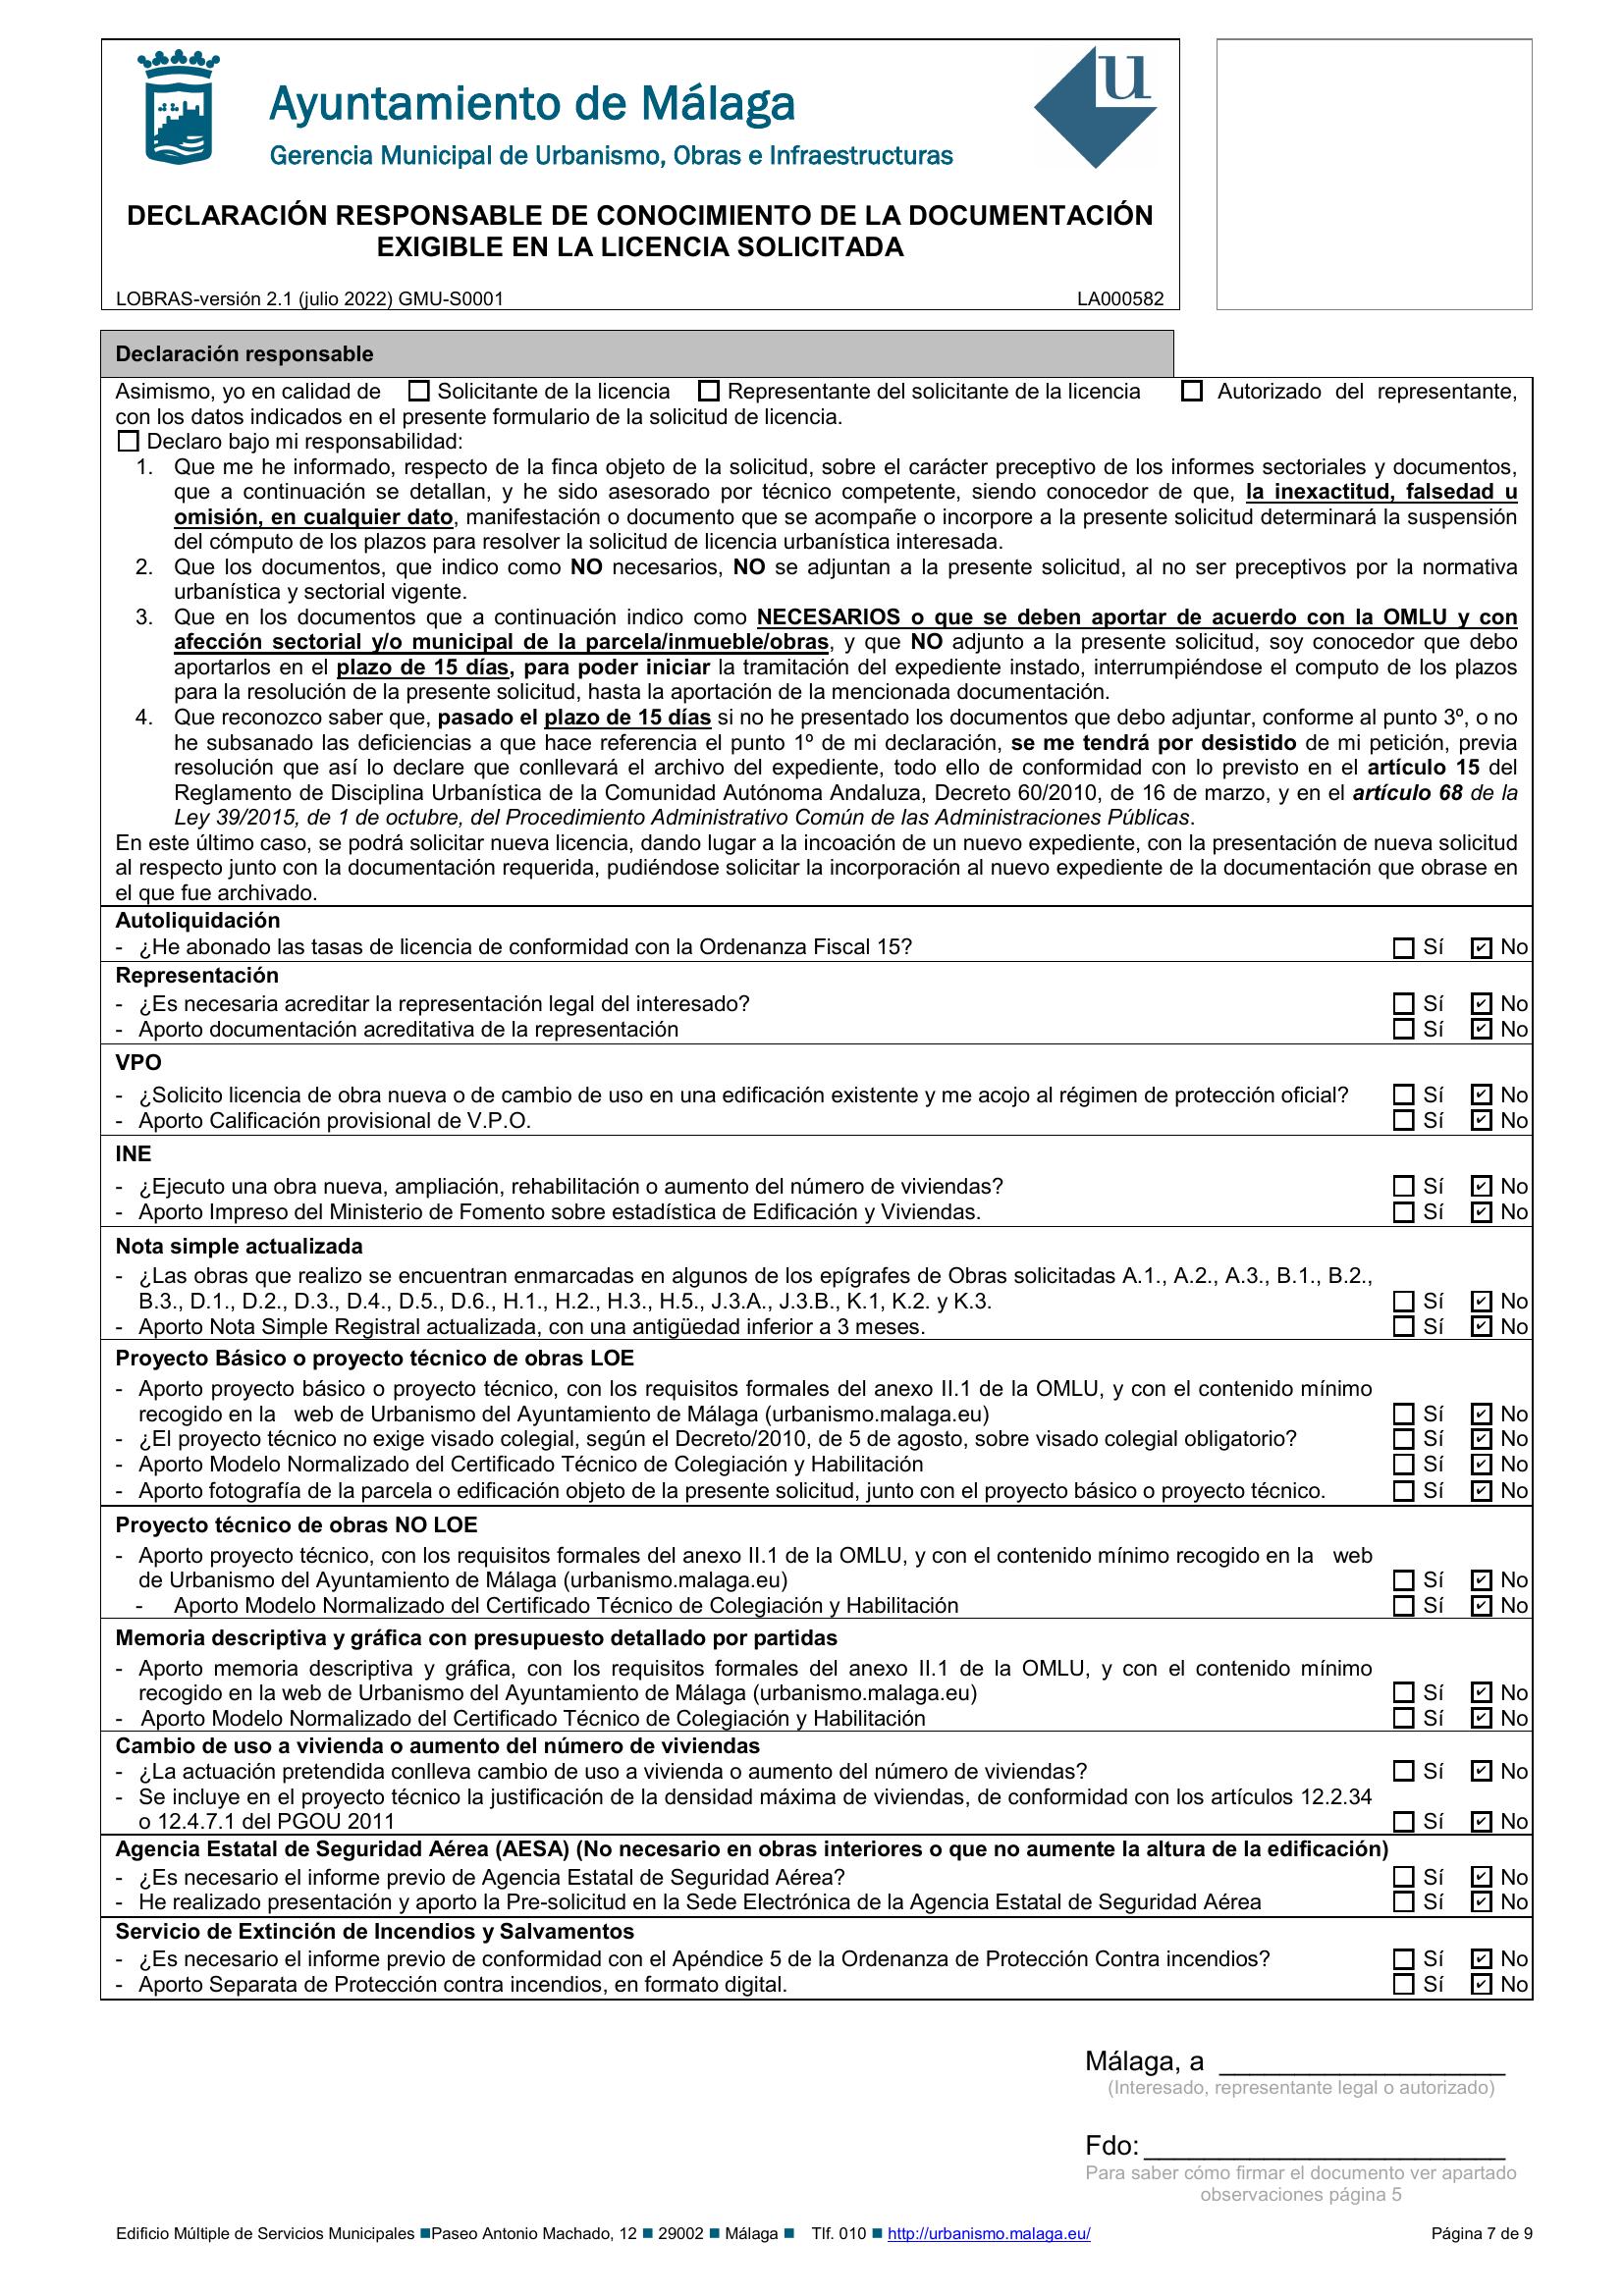 Ayuntamiento de Málaga
Gerencia Municipal de Urbanismo, Obras e Infraestructuras
u
DECLARACIÓN RESPONSABLE DE CONOCIMIENTO DE LA DOCUMENTACIÓN
EXIGIBLE EN LA LICENCIA SOLICITADA
LOBRAS-versión 2.1 (julio 2022) GMU-S0001 LA000582
Declaración responsable
Asimismo, yo en calidad de ☐ Solicitante de la licencia ☐ Representante del solicitante de la licencia ☐ Autorizado del representante,
con los datos indicados en el presente formulario de la solicitud de licencia.
☐ Declaro bajo mi responsabilidad:
1. Que me he informado, respecto de la finca objeto de la solicitud, sobre el carácter preceptivo de los informes sectoriales y documentos,
que a continuación se detallan, y he sido asesorado por técnico competente, siendo conocedor de que, la inexactitud, falsedad u
omisión, en cualquier dato, manifestación o documento que se acompañe o incorpore a la presente solicitud determinará la suspensión
del cómputo de los plazos para resolver la solicitud de licencia urbanística interesada.
2. Que los documentos, que indico como NO necesarios, NO se adjuntan a la presente solicitud, al no ser preceptivos por la normativa
urbanística y sectorial vigente.
3. Que en los documentos que a continuación indico como NECESARIOS o que se deben aportar de acuerdo con la OMLU y con
afección sectorial y/o municipal de la parcela/inmueble/obras, y que NO adjunto a la presente solicitud, soy conocedor que debo
aportarlos en el plazo de 15 días, para poder iniciar la tramitación del expediente instado, interrumpiéndose el computo de los plazos
para la resolución de la presente solicitud, hasta la aportación de la mencionada documentación.
4. Que reconozco saber que, pasado el plazo de 15 días si no he presentado los documentos que debo adjuntar, conforme al punto 3º, o no
he subsanado las deficiencias a que hace referencia el punto 1º de mi declaración, se me tendrá por desistido de mi petición, previa
resolución que así lo declare que conllevará el archivo del expediente, todo ello de conformidad con lo previsto en el artículo 15 del
Reglamento de Disciplina Urbanística de la Comunidad Autónoma Andaluza, Decreto 60/2010, de 16 de marzo, y en el artículo 68 de la
Ley 39/2015, de 1 de octubre, del Procedimiento Administrativo Común de las Administraciones Públicas.
En este último caso, se podrá solicitar nueva licencia, dando lugar a la incoación de un nuevo expediente, con la presentación de nueva solicitud
al respecto junto con la documentación requerida, pudiéndose solicitar la incorporación al nuevo expediente de la documentación que obrase en
el que fue archivado.
Autoliquidación
- ¿He abonado las tasas de licencia de conformidad con la Ordenanza Fiscal 15? ☐ Sí ☑ No
Representación
- ¿Es necesaria acreditar la representación legal del interesado? ☐ Sí ☑ No
- Aporto documentación acreditativa de la representación ☐ Sí ☑ No
VPO
- ¿Solicito licencia de obra nueva o de cambio de uso en una edificación existente y me acojo al régimen de protección oficial? ☐ Sí ☑ No
- Aporto Calificación provisional de V.P.O. ☐ Sí ☑ No
INE
- ¿Ejecuto una obra nueva, ampliación, rehabilitación o aumento del número de viviendas? ☐ Sí ☑ No
- Aporto Impreso del Ministerio de Fomento sobre estadística de Edificación y Viviendas. ☐ Sí ☑ No
Nota simple actualizada
- ¿Las obras que realizo se encuentran enmarcadas en algunos de los epígrafes de Obras solicitadas A.1., A.2., A.3., B.1., B.2.,
B.3., D.1., D.2., D.3., D.4., D.5., D.6., H.1., H.2., H.3., H.5., J.3.A., J.3.B., K.1, K.2. y K.3. ☐ Sí ☑ No
- Aporto Nota Simple Registral actualizada, con una antigüedad inferior a 3 meses. ☐ Sí ☑ No
Proyecto Básico o proyecto técnico de obras LOE
- Aporto proyecto básico o proyecto técnico, con los requisitos formales del anexo II.1 de la OMLU, y con el contenido mínimo
recogido en la web de Urbanismo del Ayuntamiento de Málaga (urbanismo.malaga.eu) ☐ Sí ☑ No
- ¿El proyecto técnico no exige visado colegial, según el Decreto/2010, de 5 de agosto, sobre visado colegial obligatorio? ☐ Sí ☑ No
- Aporto Modelo Normalizado del Certificado Técnico de Colegiación y Habilitación ☐ Sí ☑ No
- Aporto fotografía de la parcela o edificación objeto de la presente solicitud, junto con el proyecto básico o proyecto técnico. ☐ Sí ☑ No
Proyecto técnico de obras NO LOE
- Aporto proyecto técnico, con los requisitos formales del anexo II.1 de la OMLU, y con el contenido mínimo recogido en la web
de Urbanismo del Ayuntamiento de Málaga (urbanismo.malaga.eu) ☐ Sí ☑ No
- Aporto Modelo Normalizado del Certificado Técnico de Colegiación y Habilitación ☐ Sí ☑ No
Memoria descriptiva y gráfica con presupuesto detallado por partidas
- Aporto memoria descriptiva y gráfica, con los requisitos formales del anexo II.1 de la OMLU, y con el contenido mínimo
recogido en la web de Urbanismo del Ayuntamiento de Málaga (urbanismo.malaga.eu) ☐ Sí ☑ No
- Aporto Modelo Normalizado del Certificado Técnico de Colegiación y Habilitación ☐ Sí ☑ No
Cambio de uso a vivienda o aumento del número de viviendas
- ¿La actuación pretendida conlleva cambio de uso a vivienda o aumento del número de viviendas? ☐ Sí ☑ No
- Se incluye en el proyecto técnico la justificación de la densidad máxima de viviendas, de conformidad con los artículos 12.2.34
o 12.4.7.1 del PGOU 2011 ☐ Sí ☑ No
Agencia Estatal de Seguridad Aérea (AESA) (No necesario en obras interiores o que no aumente la altura de la edificación)
- ¿Es necesario el informe previo de Agencia Estatal de Seguridad Aérea? ☐ Sí ☑ No
- He realizado presentación y aporto la Pre-solicitud en la Sede Electrónica de la Agencia Estatal de Seguridad Aérea ☐ Sí ☑ No
Servicio de Extinción de Incendios y Salvamentos
- ¿Es necesario el informe previo de conformidad con el Apéndice 5 de la Ordenanza de Protección Contra incendios? ☐ Sí ☑ No
- Aporto Separata de Protección contra incendios, en formato digital. ☐ Sí ☑ No
Málaga, a ____________________
(Interesado, representante legal o autorizado)
Fdo: _________________________
Para saber cómo firmar el documento ver apartado
observaciones página 5
Edificio Múltiple de Servicios Municipales ■Paseo Antonio Machado, 12 ■ 29002 ■ Málaga ■ Tlf. 010 ■ http://urbanismo.malaga.eu/ Página 7 de 9